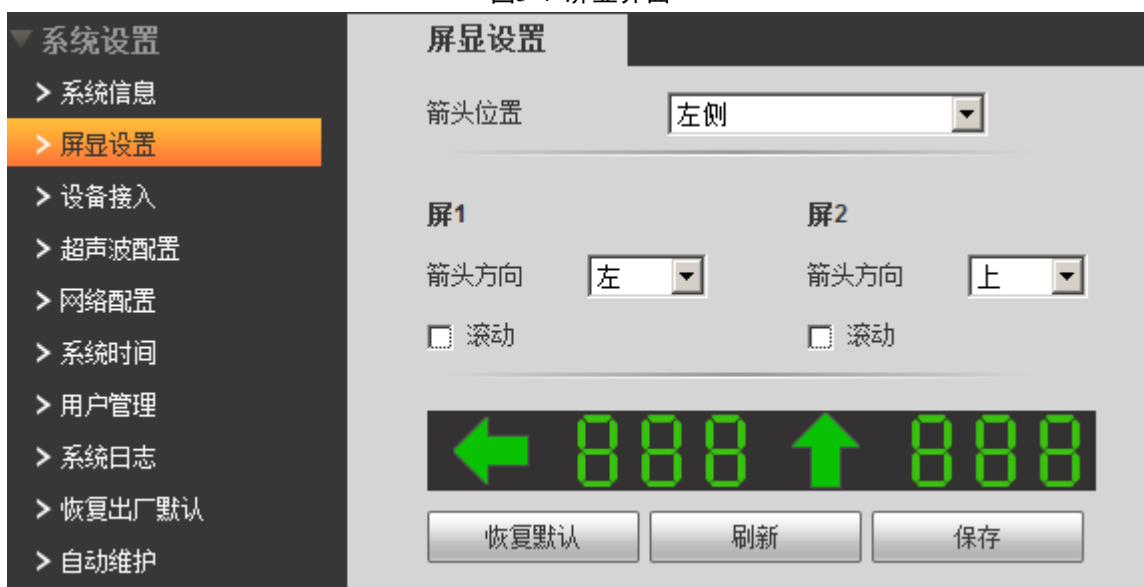 系统设置
> 系统信息
> 屏显设置
> 设备接入
> 超声波配置
> 网络配置
> 系统时间
> 用户管理
> 系统日志
> 恢复出厂默认
> 自动维护
屏显设置
箭头位置 左侧
屏1 屏2
箭头方向 左 箭头方向 上
滚动 滚动
888 888
恢复默认 刷新 保存